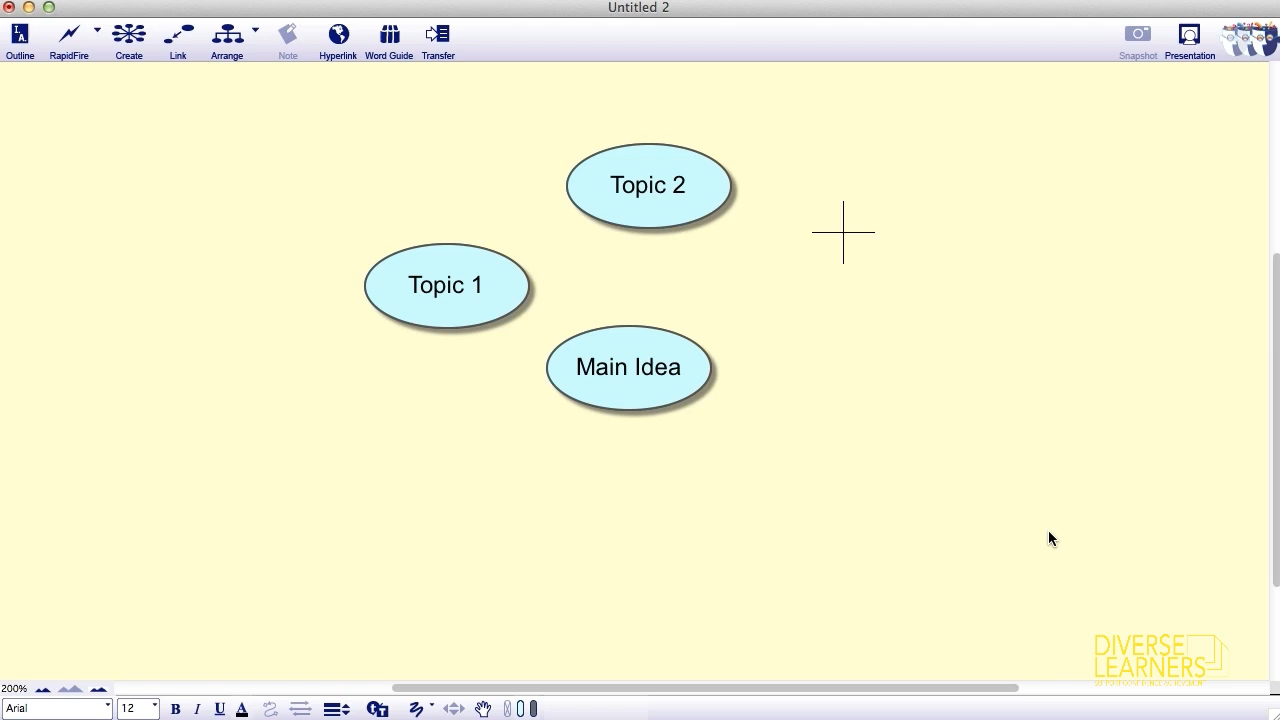 Untitled 2
Outline RapidFire Create Link Arrange Note Hyperlink Word Guide Transfer Snapshot Presentation
Topic 2
Topic 1
Main Idea
DIVERSE
LEARNERS
200%
Arial 12 B I U A